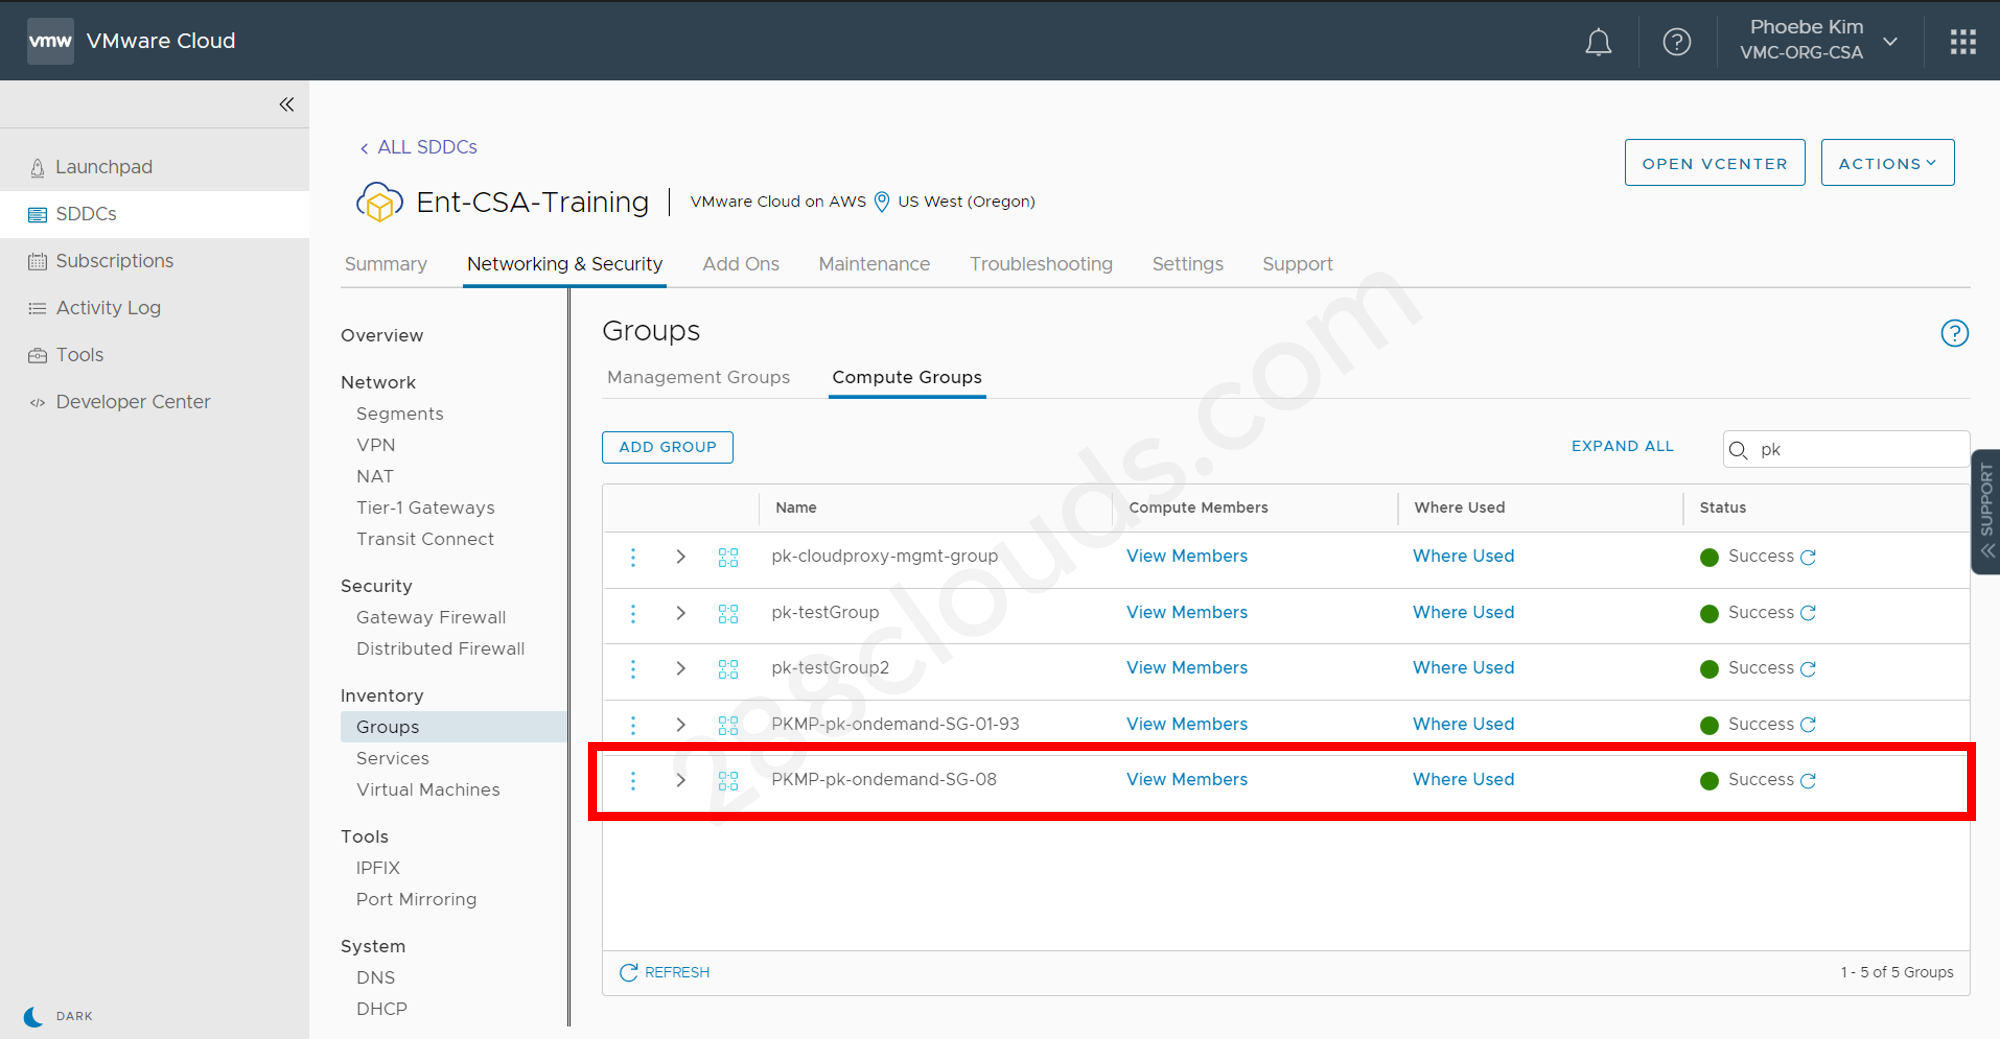 vmw VMware Cloud
Phoebe Kim
VMC-ORG-CSA
Launchpad
SDDCs
Subscriptions
Activity Log
Tools
Developer Center
DARK
ALL SDDCs
OPEN VCENTER
ACTIONS
Ent-CSA-Training
VMware Cloud on AWS
US West (Oregon)
Summary
Networking & Security
Add Ons
Maintenance
Troubleshooting
Settings
Support
Overview
Network
Segments
VPN
NAT
Tier-1 Gateways
Transit Connect
Security
Gateway Firewall
Distributed Firewall
Inventory
Groups
Services
Virtual Machines
Tools
IPFIX
Port Mirroring
System
DNS
DHCP
Groups
Management Groups
Compute Groups
ADD GROUP
EXPAND ALL
pk
Name Compute Members Where Used Status
pk-cloudproxy-mgmt-group View Members Where Used Success
pk-testGroup View Members Where Used Success
pk-testGroup2 View Members Where Used Success
PKMP-pk-ondemand-SG-01-93 View Members Where Used Success
PKMP-pk-ondemand-SG-08 View Members Where Used Success
REFRESH
1 - 5 of 5 Groups
SUPPORT
288clouds.com